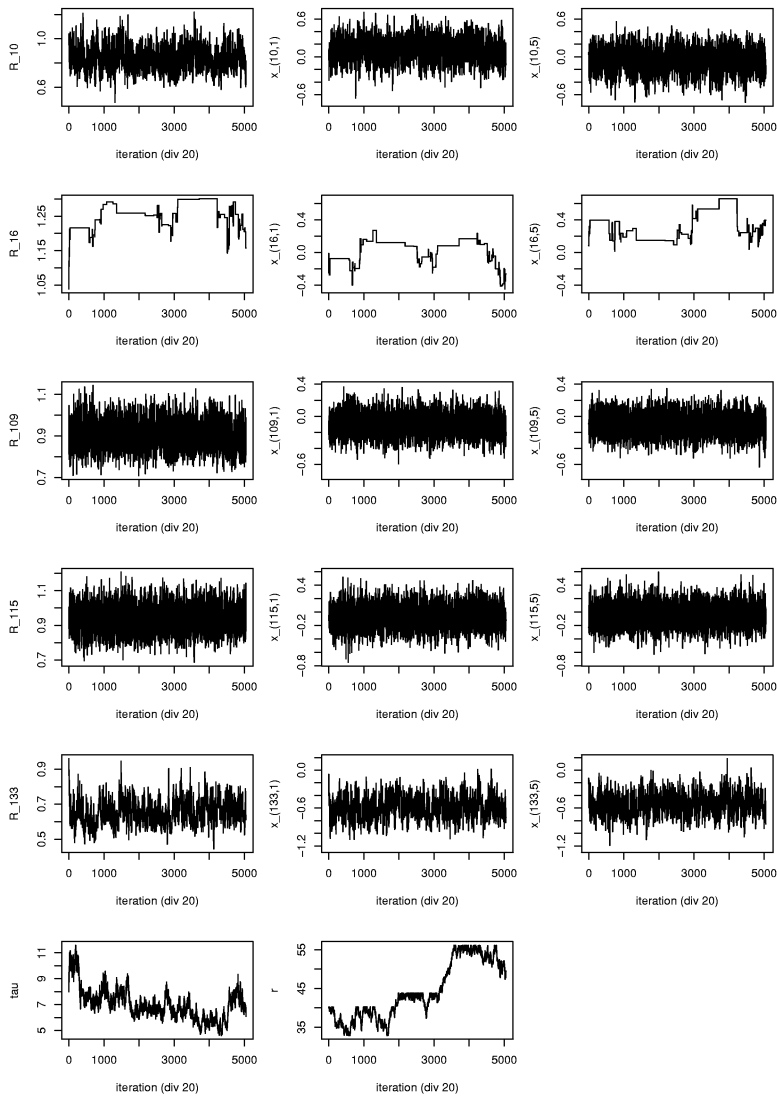 R_10 0.6 1.0 0 1000 3000 5000 iteration (div 20)
x_(10,1) −0.6 0.0 0.6 0 1000 3000 5000 iteration (div 20)
x_(10,5) −0.6 0.0 0.6 0 1000 3000 5000 iteration (div 20)
R_16 1.05 1.15 1.25 0 1000 3000 5000 iteration (div 20)
x_(16,1) −0.4 0.0 0.4 0 1000 3000 5000 iteration (div 20)
x_(16,5) −0.4 0.0 0.4 0 1000 3000 5000 iteration (div 20)
R_109 0.7 0.9 1.1 0 1000 3000 5000 iteration (div 20)
x_(109,1) −0.6 0.0 0.4 0 1000 3000 5000 iteration (div 20)
x_(109,5) −0.6 0.0 0.4 0 1000 3000 5000 iteration (div 20)
R_115 0.7 0.9 1.1 0 1000 3000 5000 iteration (div 20)
x_(115,1) −0.8 −0.2 0.4 0 1000 3000 5000 iteration (div 20)
x_(115,5) −0.8 −0.2 0.4 0 1000 3000 5000 iteration (div 20)
R_133 0.5 0.7 0.9 0 1000 3000 5000 iteration (div 20)
x_(133,1) −1.2 −0.6 0.0 0 1000 3000 5000 iteration (div 20)
x_(133,5) −1.2 −0.6 0.0 0 1000 3000 5000 iteration (div 20)
tau 5 7 9 11 0 1000 3000 5000 iteration (div 20)
r 35 45 55 0 1000 3000 5000 iteration (div 20)